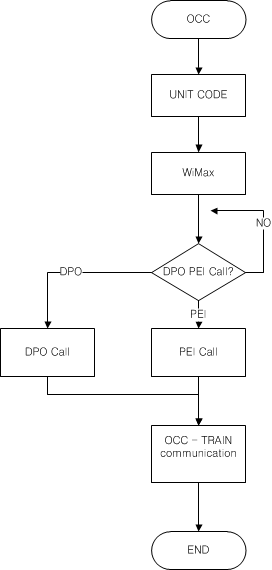 OCC
UNIT CODE
WiMax
NO
DPO PEI Call?
DPO
PEI
DPO Call
PEI Call
OCC – TRAIN
communication
END